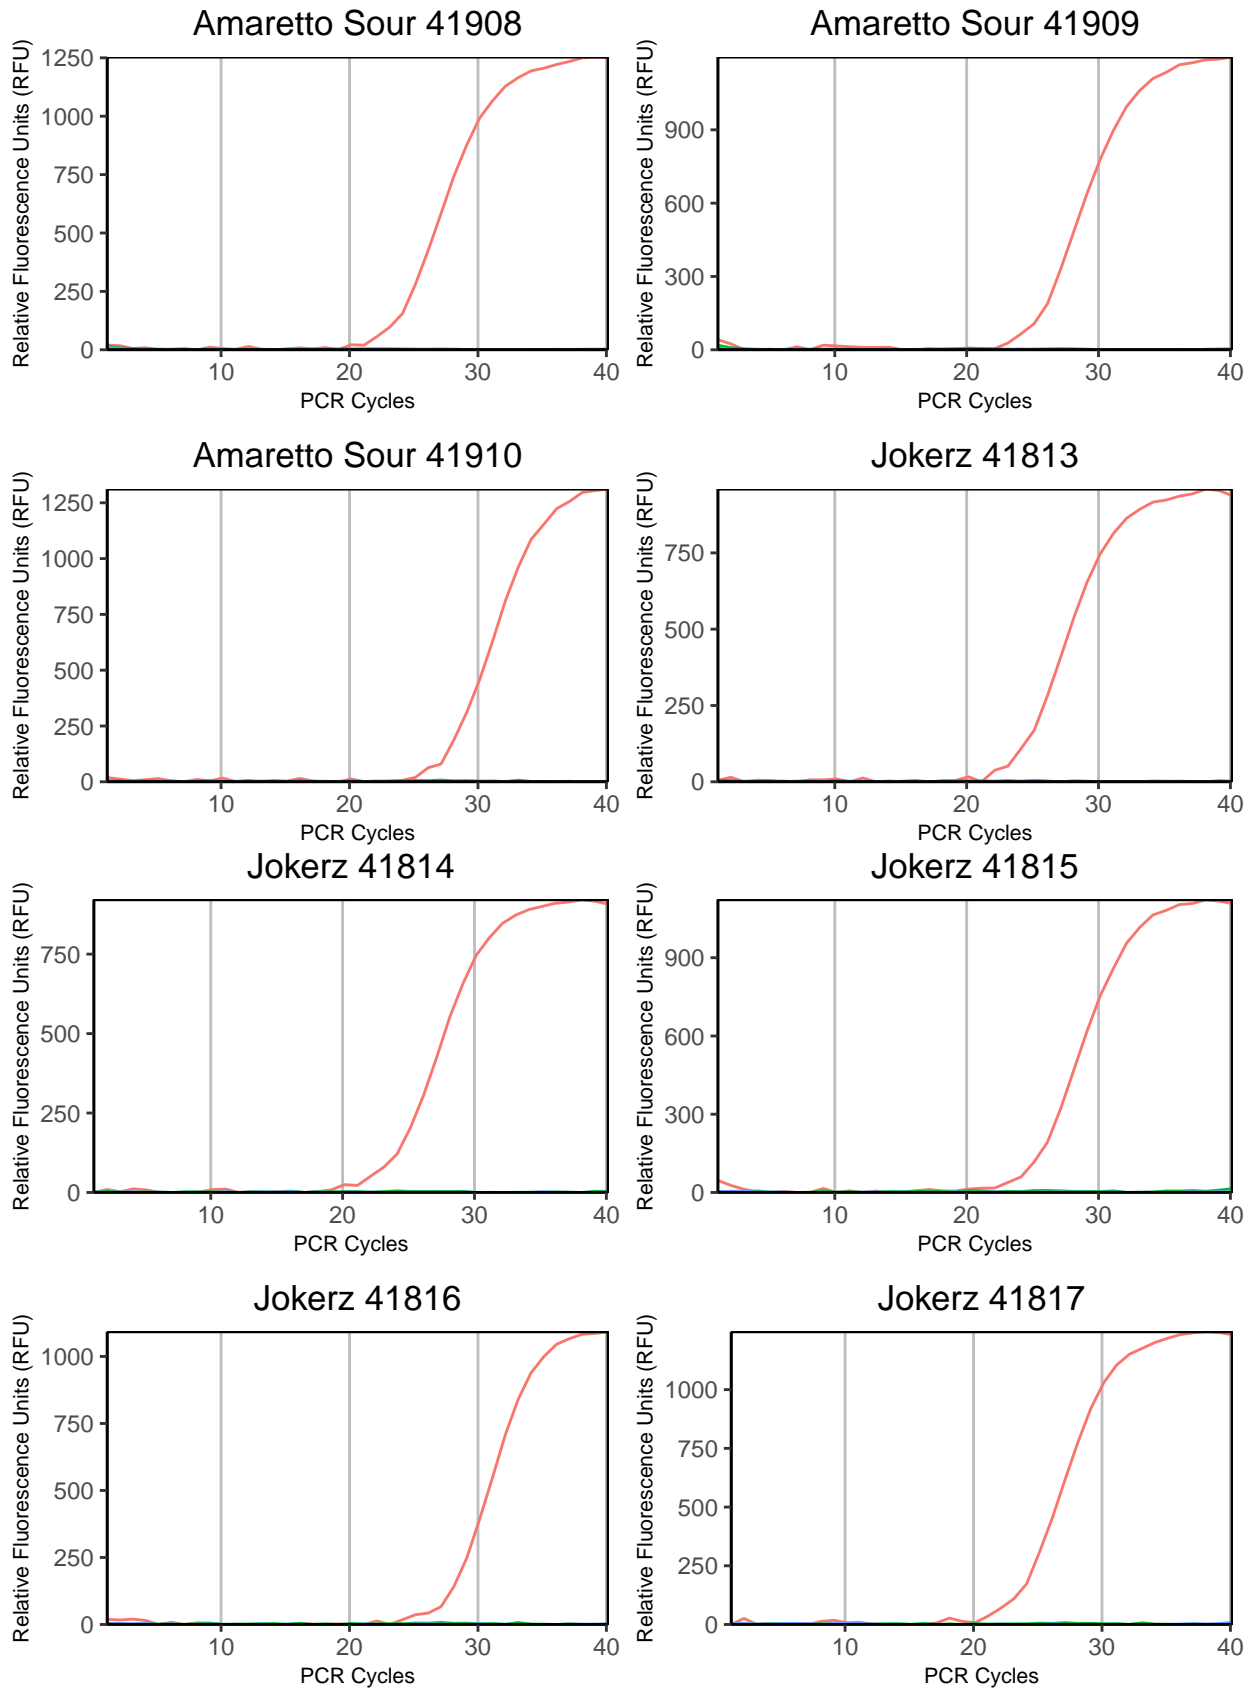 Amaretto Sour 41908
Relative Fluorescence Units (RFU)
1250
1000
750
500
250
0
10
20
30
40
PCR Cycles
Amaretto Sour 41909
Relative Fluorescence Units (RFU)
900
600
300
0
10
20
30
40
PCR Cycles
Amaretto Sour 41910
Relative Fluorescence Units (RFU)
1250
1000
750
500
250
0
10
20
30
40
PCR Cycles
Jokerz 41813
Relative Fluorescence Units (RFU)
750
500
250
0
10
20
30
40
PCR Cycles
Jokerz 41814
Relative Fluorescence Units (RFU)
750
500
250
0
10
20
30
40
PCR Cycles
Jokerz 41815
Relative Fluorescence Units (RFU)
900
600
300
0
10
20
30
40
PCR Cycles
Jokerz 41816
Relative Fluorescence Units (RFU)
1000
750
500
250
0
10
20
30
40
PCR Cycles
Jokerz 41817
Relative Fluorescence Units (RFU)
1000
750
500
250
0
10
20
30
40
PCR Cycles